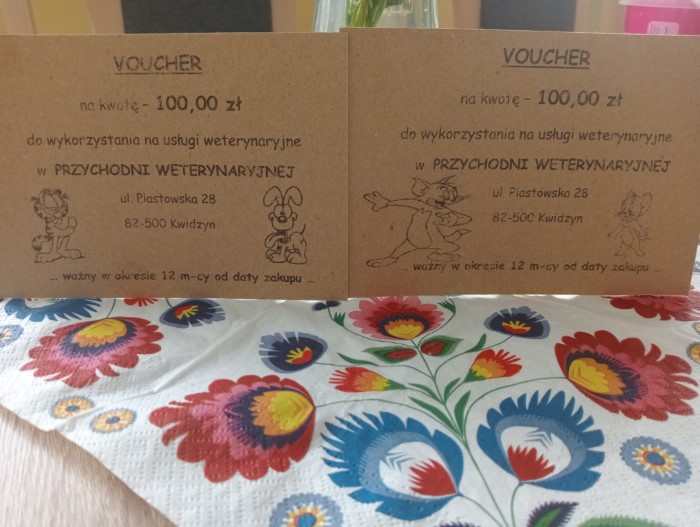 VOUCHER
na kwotę - 100,00 zł
do wykorzystania na usługi weterynaryjne
w PRZYCHODNI WETERYNARYJNEJ
ul. Piastowska 28
82-500 Kwidzyn
... ważny w okresie 12 m-cy od daty zakupu ...
VOUCHER
na kwotę - 100,00 zł
do wykorzystania na usługi weterynaryjne
w PRZYCHODNI WETERYNARYJNEJ
ul. Piastowska 28
82-500 Kwidzyn
... ważny w okresie 12 m-cy od daty zakupu ...